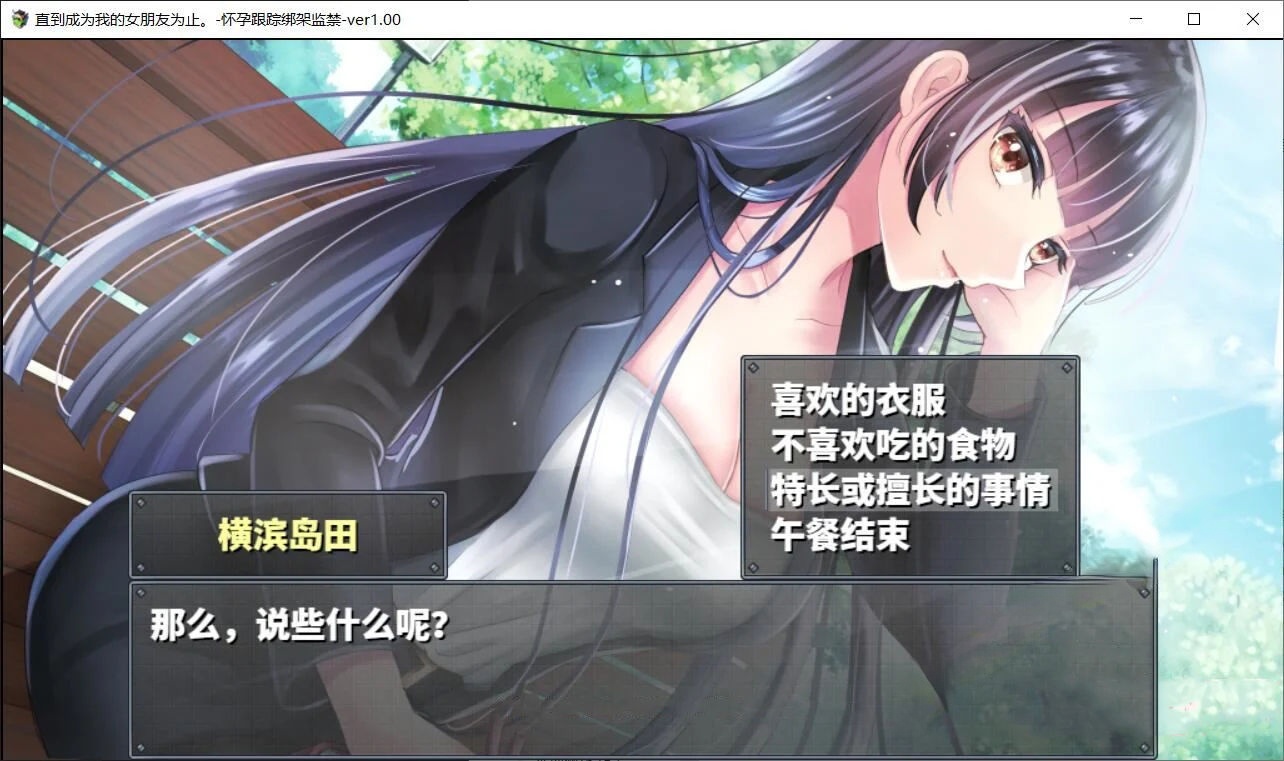 直到成为我的女朋友为止。-怀孕跟踪绑架监禁-ver1.00
喜欢的衣服
不喜欢吃的食物
特长或擅长的事情
午餐结束
横滨岛田
那么，说些什么呢？